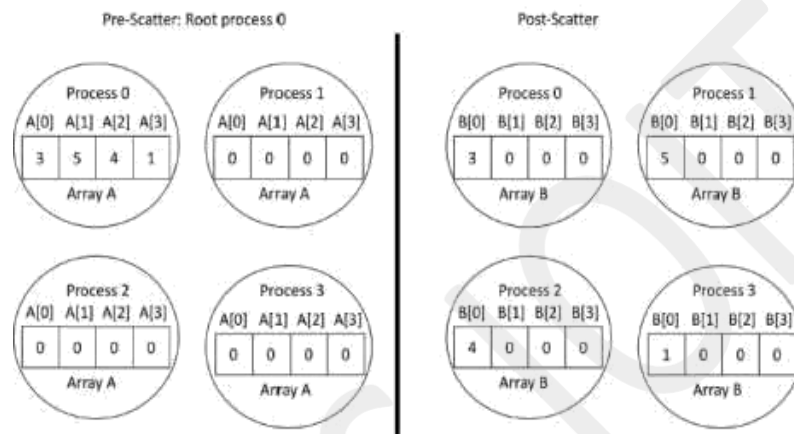 Pre-Scatter: Root process 0
Process 0
A[0] A[1] A[2] A[3]
3 5 4 1
Array A
Process 1
A[0] A[1] A[2] A[3]
0 0 0 0
Array A
Process 2
A[0] A[1] A[2] A[3]
0 0 0 0
Array A
Process 3
A[0] A[1] A[2] A[3]
0 0 0 0
Array A
Post-Scatter
Process 0
B[0] B[1] B[2] B[3]
3 0 0 0
Array B
Process 1
B[0] B[1] B[2] B[3]
5 0 0 0
Array B
Process 2
B[0] B[1] B[2] B[3]
4 0 0 0
Array B
Process 3
B[0] B[1] B[2] B[3]
1 0 0 0
Array B